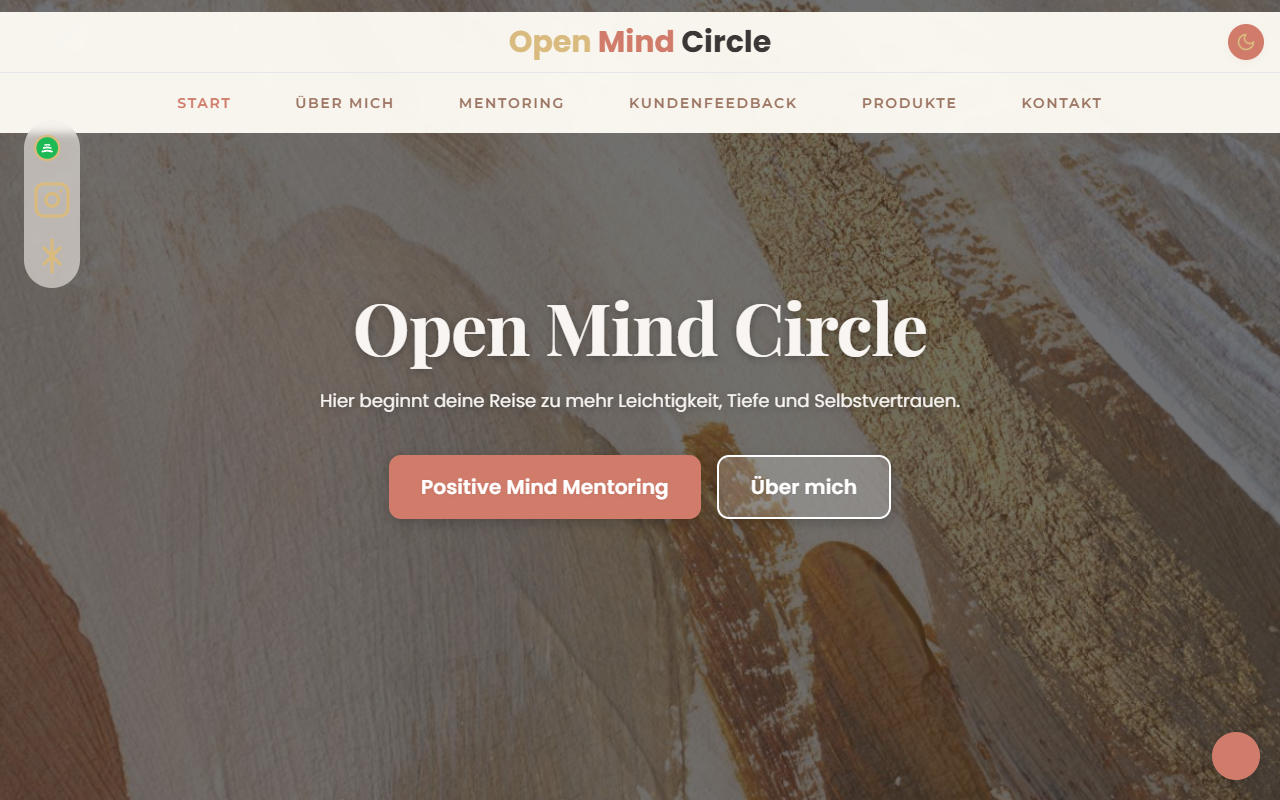 Open Mind Circle
START ÜBER MICH MENTORING KUNDENFEEDBACK PRODUKTE KONTAKT
Open Mind Circle
Hier beginnt deine Reise zu mehr Leichtigkeit, Tiefe und Selbstvertrauen.
Positive Mind Mentoring Über mich